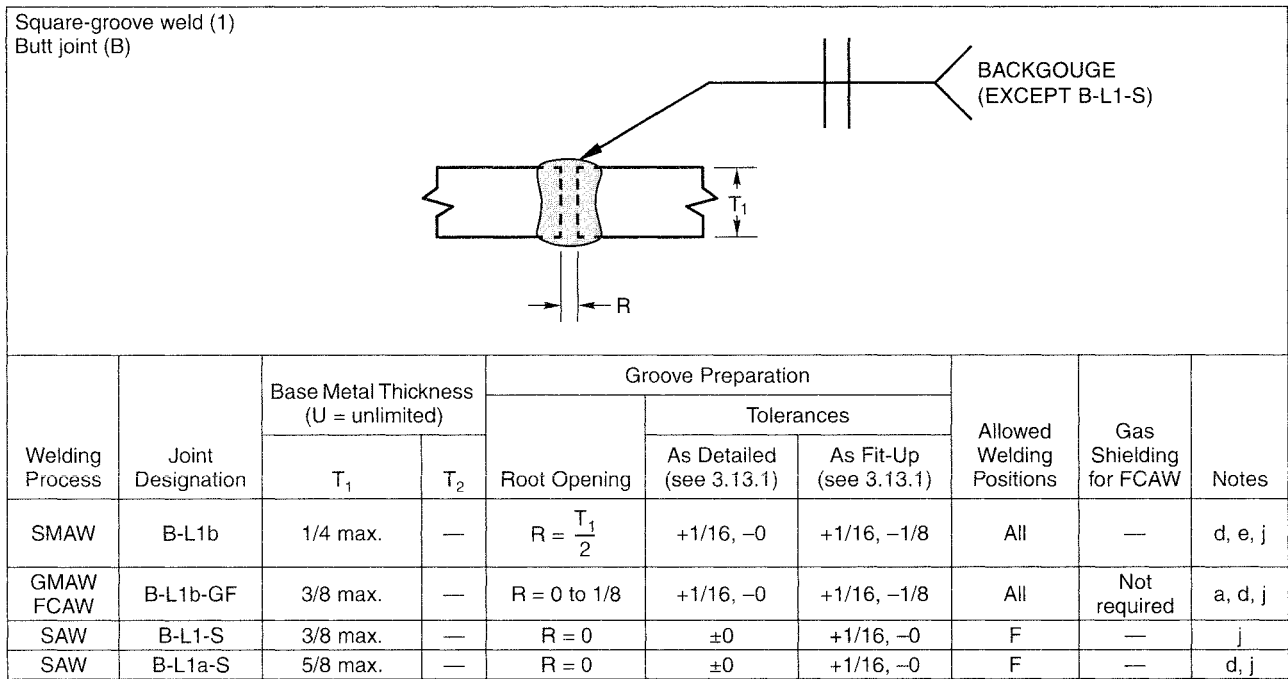 Square-groove weld (1)
Butt joint (B)
BACKGOUGE
(EXCEPT B-L1-S)
T₁
R
Welding Process | Joint Designation | Base Metal Thickness (U = unlimited) | Groove Preparation | Allowed Welding Positions | Gas Shielding for FCAW | Notes
T₁ | T₂ | Root Opening | Tolerances
As Detailed (see 3.13.1) | As Fit-Up (see 3.13.1)
SMAW | B-L1b | 1/4 max. | — | R = T₁/2 | +1/16, –0 | +1/16, –1/8 | All | — | d, e, j
GMAW FCAW | B-L1b-GF | 3/8 max. | — | R = 0 to 1/8 | +1/16, –0 | +1/16, –1/8 | All | Not required | a, d, j
SAW | B-L1-S | 3/8 max. | — | R = 0 | ±0 | +1/16, –0 | F | — | j
SAW | B-L1a-S | 5/8 max. | — | R = 0 | ±0 | +1/16, –0 | F | — | d, j